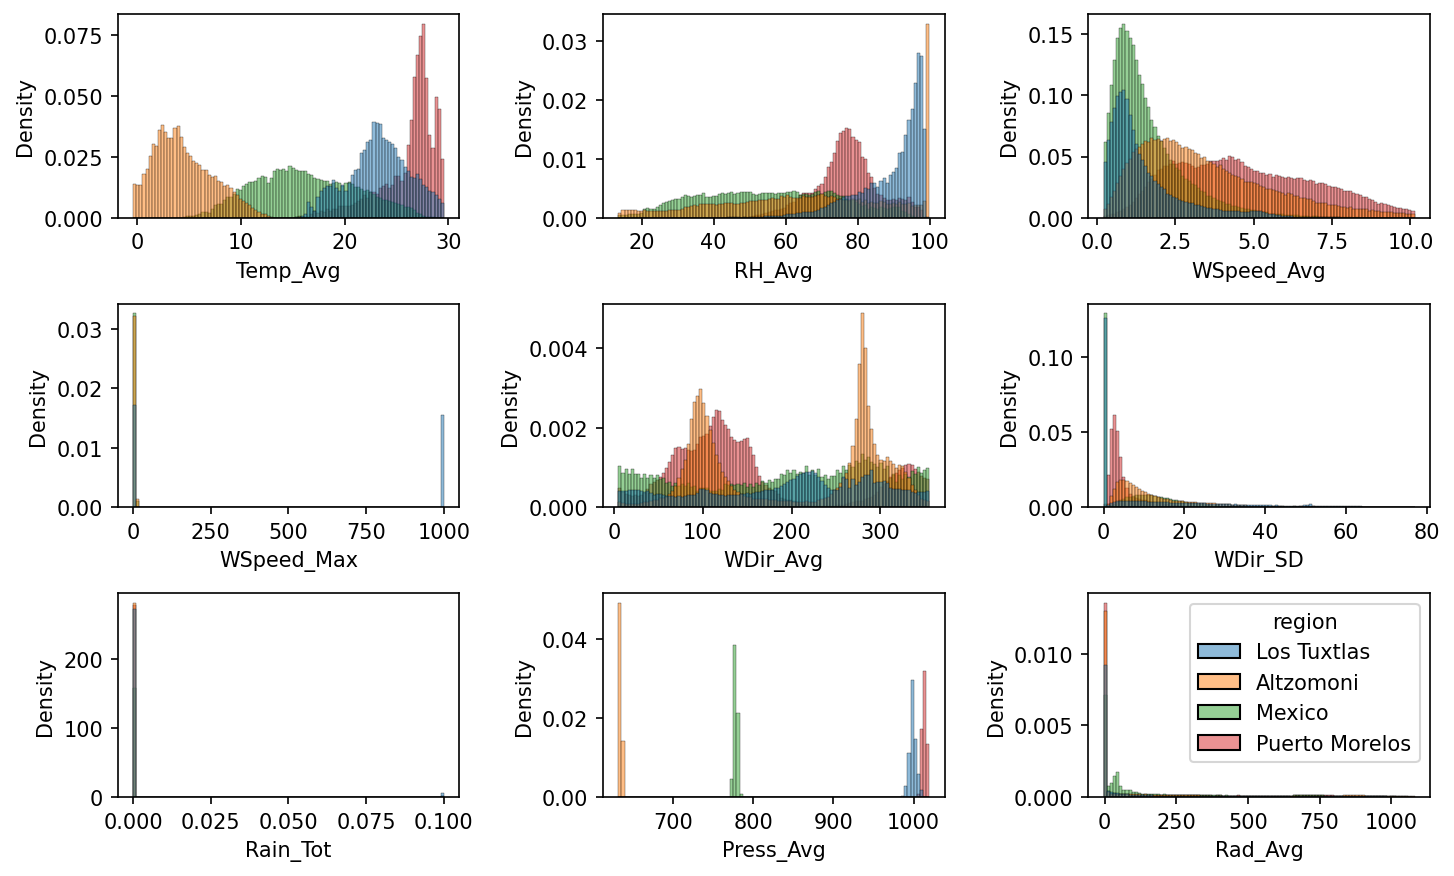 Density
0.075
0.050
0.025
0.000
0 10 20 30
Temp_Avg
Density
0.03
0.02
0.01
0.00
20 40 60 80 100
RH_Avg
Density
0.15
0.10
0.05
0.00
0.0 2.5 5.0 7.5 10.0
WSpeed_Avg
Density
0.03
0.02
0.01
0.00
0 250 500 750 1000
WSpeed_Max
Density
0.004
0.002
0.000
0 100 200 300
WDir_Avg
Density
0.10
0.05
0.00
0 20 40 60 80
WDir_SD
Density
200
100
0
0.000 0.025 0.050 0.075 0.100
Rain_Tot
Density
0.04
0.02
0.00
700 800 900 1000
Press_Avg
Density
0.010
0.005
0.000
0 250 500 750 1000
Rad_Avg
region
Los Tuxtlas
Altzomoni
Mexico
Puerto Morelos